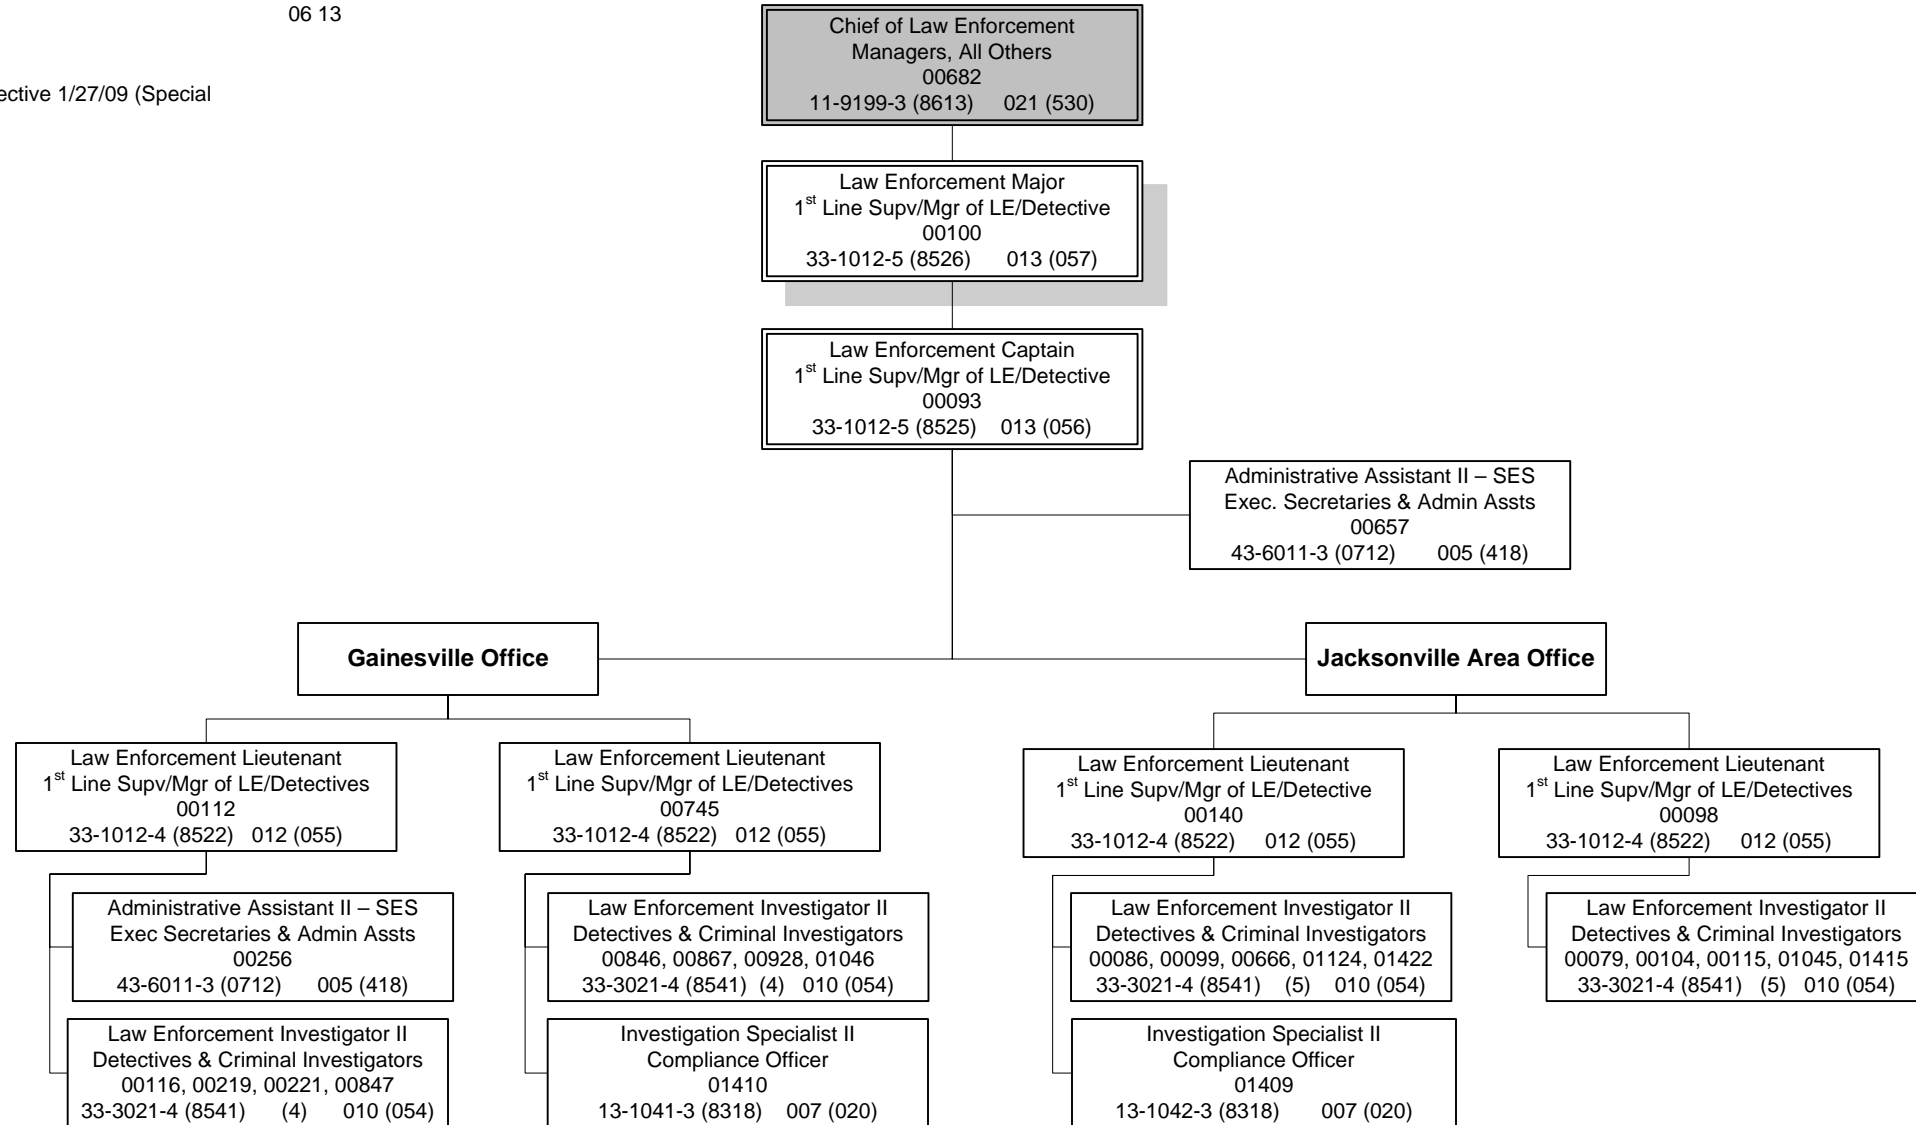 06 13
ective 1/27/09 (Special
Chief of Law Enforcement
Managers, All Others
00682
11-9199-3 (8613) 021 (530)
Law Enforcement Major
1st Line Supv/Mgr of LE/Detective
00100
33-1012-5 (8526) 013 (057)
Law Enforcement Captain
1st Line Supv/Mgr of LE/Detective
00093
33-1012-5 (8525) 013 (056)
Administrative Assistant II – SES
Exec. Secretaries & Admin Assts
00657
43-6011-3 (0712) 005 (418)
Gainesville Office
Jacksonville Area Office
Law Enforcement Lieutenant
1st Line Supv/Mgr of LE/Detectives
00112
33-1012-4 (8522) 012 (055)
Law Enforcement Lieutenant
1st Line Supv/Mgr of LE/Detectives
00745
33-1012-4 (8522) 012 (055)
Law Enforcement Lieutenant
1st Line Supv/Mgr of LE/Detective
00140
33-1012-4 (8522) 012 (055)
Law Enforcement Lieutenant
1st Line Supv/Mgr of LE/Detectives
00098
33-1012-4 (8522) 012 (055)
Administrative Assistant II – SES
Exec Secretaries & Admin Assts
00256
43-6011-3 (0712) 005 (418)
Law Enforcement Investigator II
Detectives & Criminal Investigators
00846, 00867, 00928, 01046
33-3021-4 (8541) (4) 010 (054)
Law Enforcement Investigator II
Detectives & Criminal Investigators
00086, 00099, 00666, 01124, 01422
33-3021-4 (8541) (5) 010 (054)
Law Enforcement Investigator II
Detectives & Criminal Investigators
00079, 00104, 00115, 01045, 01415
33-3021-4 (8541) (5) 010 (054)
Law Enforcement Investigator II
Detectives & Criminal Investigators
00116, 00219, 00221, 00847
33-3021-4 (8541) (4) 010 (054)
Investigation Specialist II
Compliance Officer
01410
13-1041-3 (8318) 007 (020)
Investigation Specialist II
Compliance Officer
01409
13-1042-3 (8318) 007 (020)